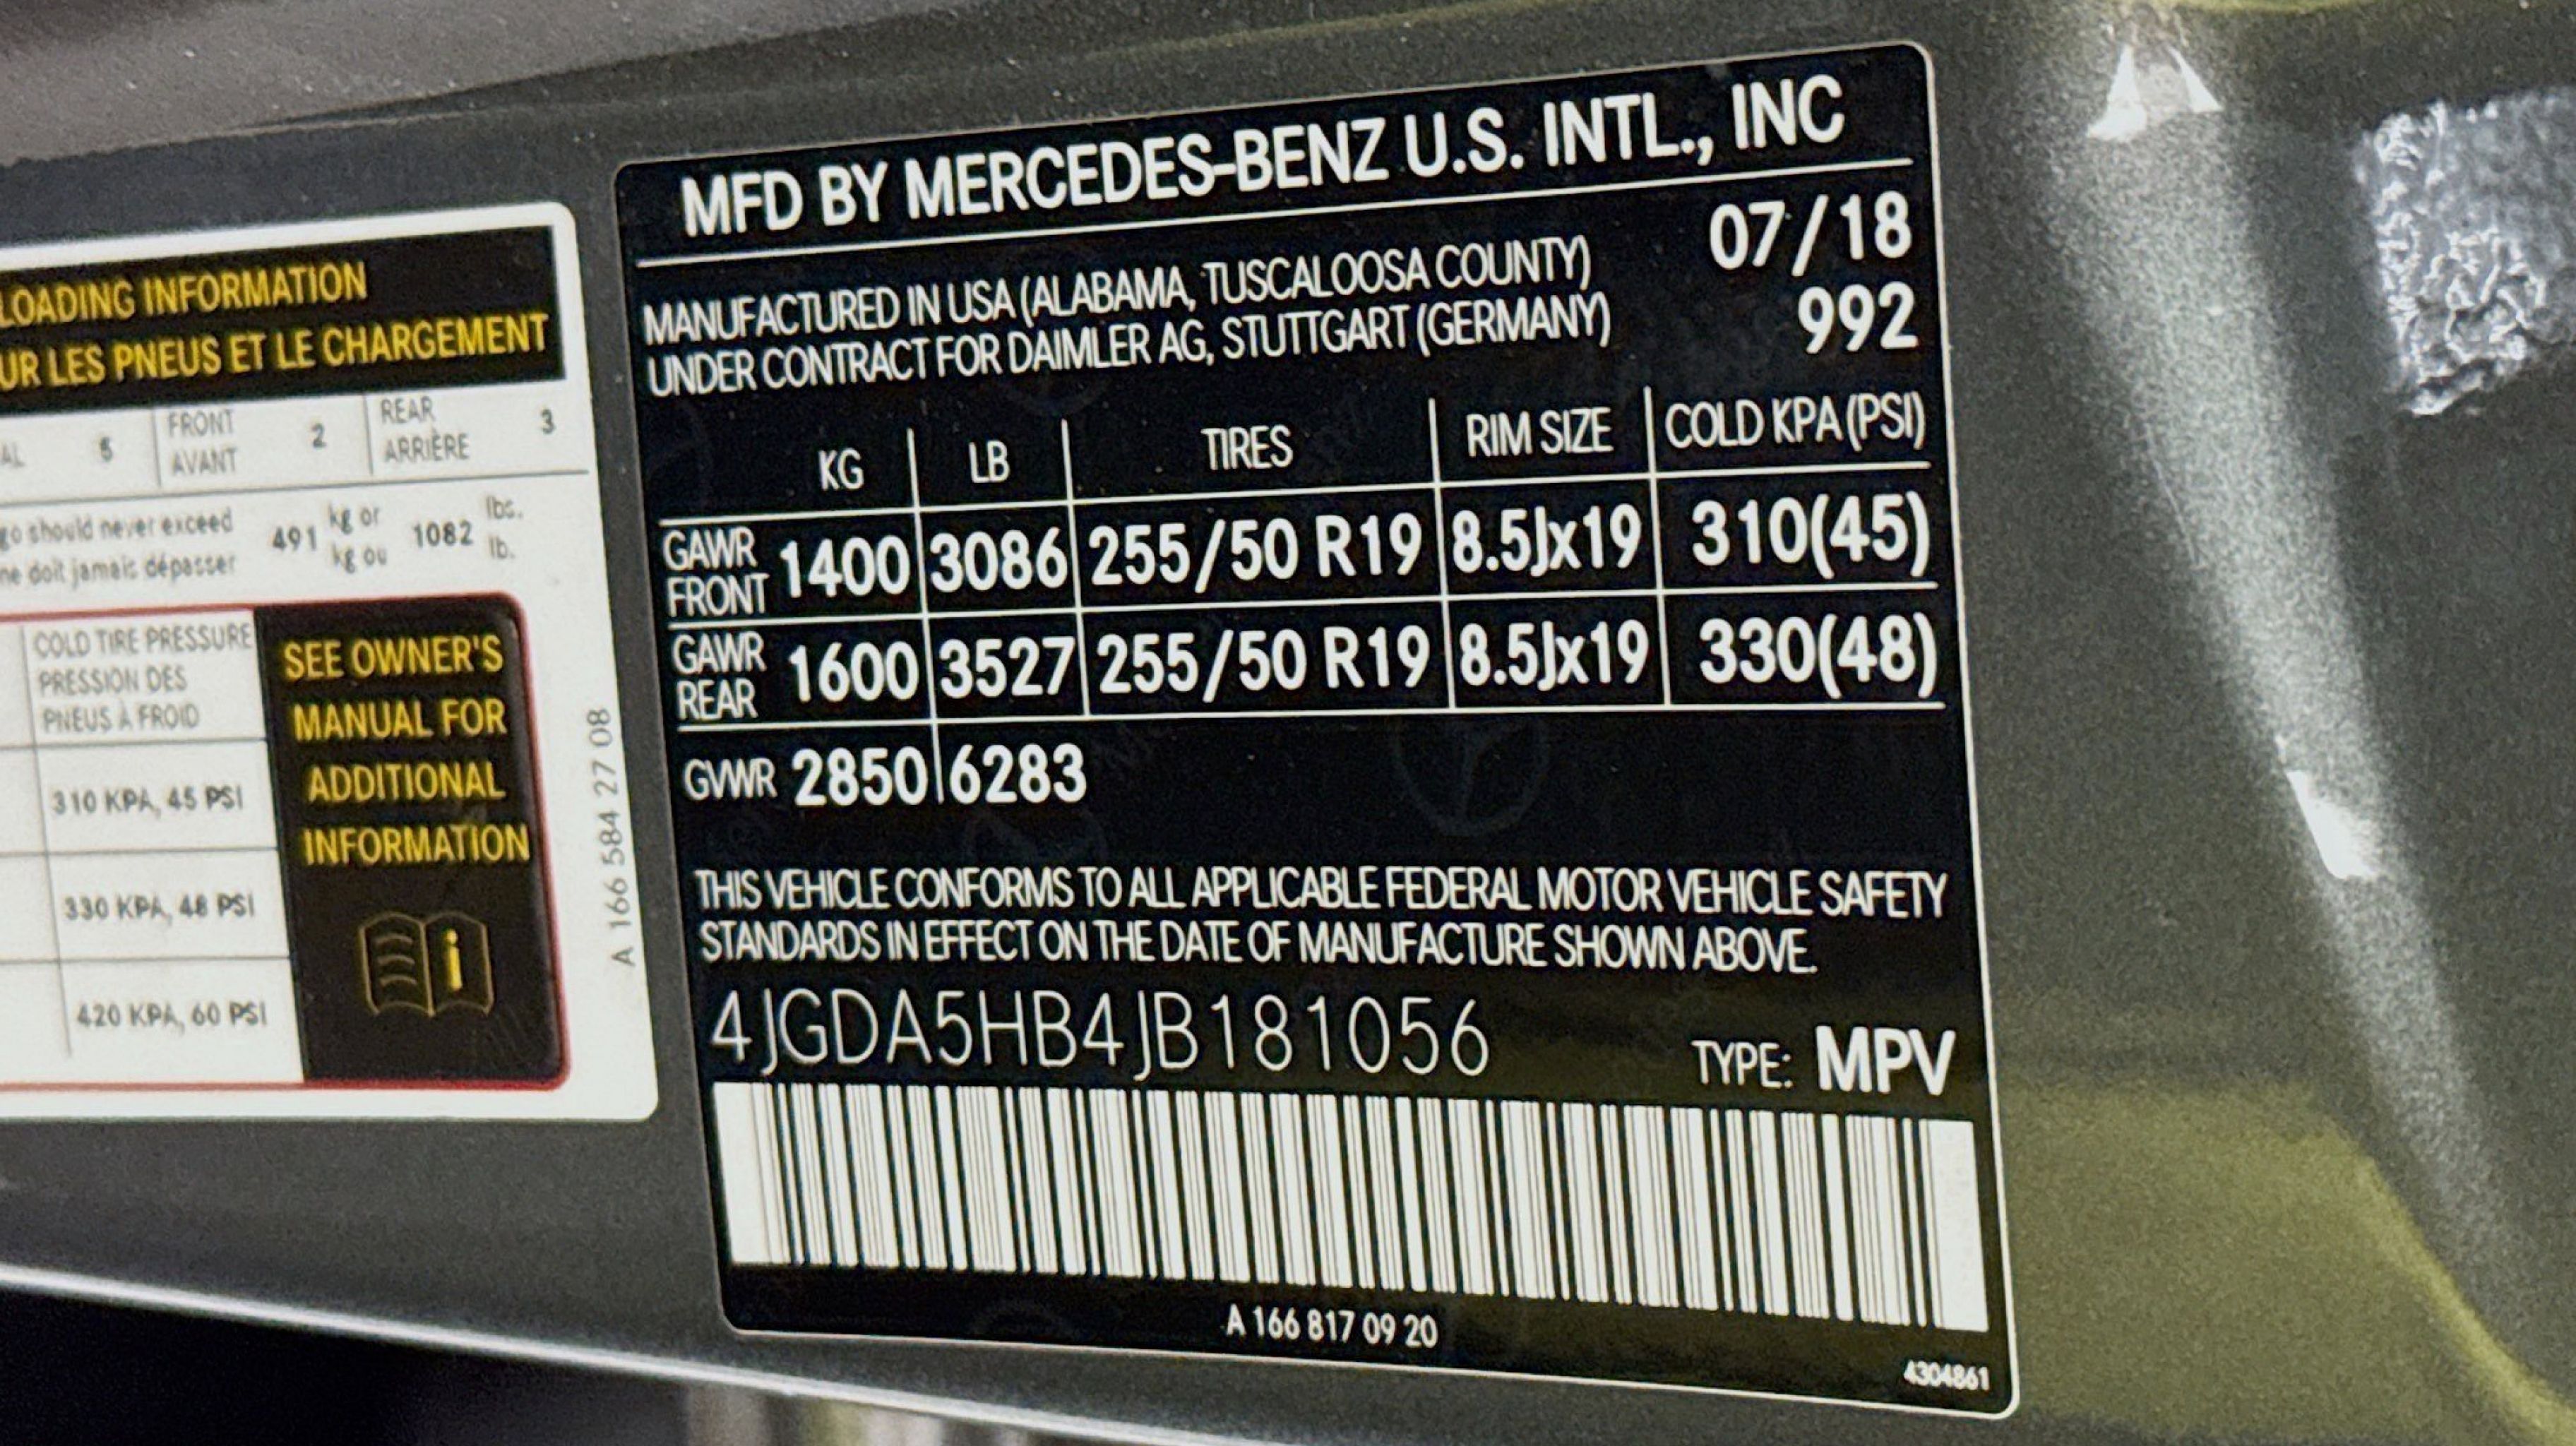 LOADING INFORMATION
UR LES PNEUS ET LE CHARGEMENT
AL 5 FRONT AVANT 2 REAR ARRIÈRE 3
go should never exceed
ne doit jamais dépasser
491 kg or kg ou 1082 lbs. lb.
COLD TIRE PRESSURE
PRESSION DES
PNEUS À FROID
310 KPA, 45 PSI
330 KPA, 48 PSI
420 KPA, 60 PSI
SEE OWNER'S
MANUAL FOR
ADDITIONAL
INFORMATION
i
A 166 584 27 08
MFD BY MERCEDES-BENZ U.S. INTL., INC
MANUFACTURED IN USA (ALABAMA, TUSCALOOSA COUNTY) 07/18
UNDER CONTRACT FOR DAIMLER AG, STUTTGART (GERMANY) 992
KG LB TIRES RIM SIZE COLD KPA (PSI)
GAWR FRONT 1400 3086 255/50 R19 8.5Jx19 310(45)
GAWR REAR 1600 3527 255/50 R19 8.5Jx19 330(48)
GVWR 2850 6283
THIS VEHICLE CONFORMS TO ALL APPLICABLE FEDERAL MOTOR VEHICLE SAFETY
STANDARDS IN EFFECT ON THE DATE OF MANUFACTURE SHOWN ABOVE.
4JGDA5HB4JB181056 TYPE: MPV
A 166 817 09 20
4304861